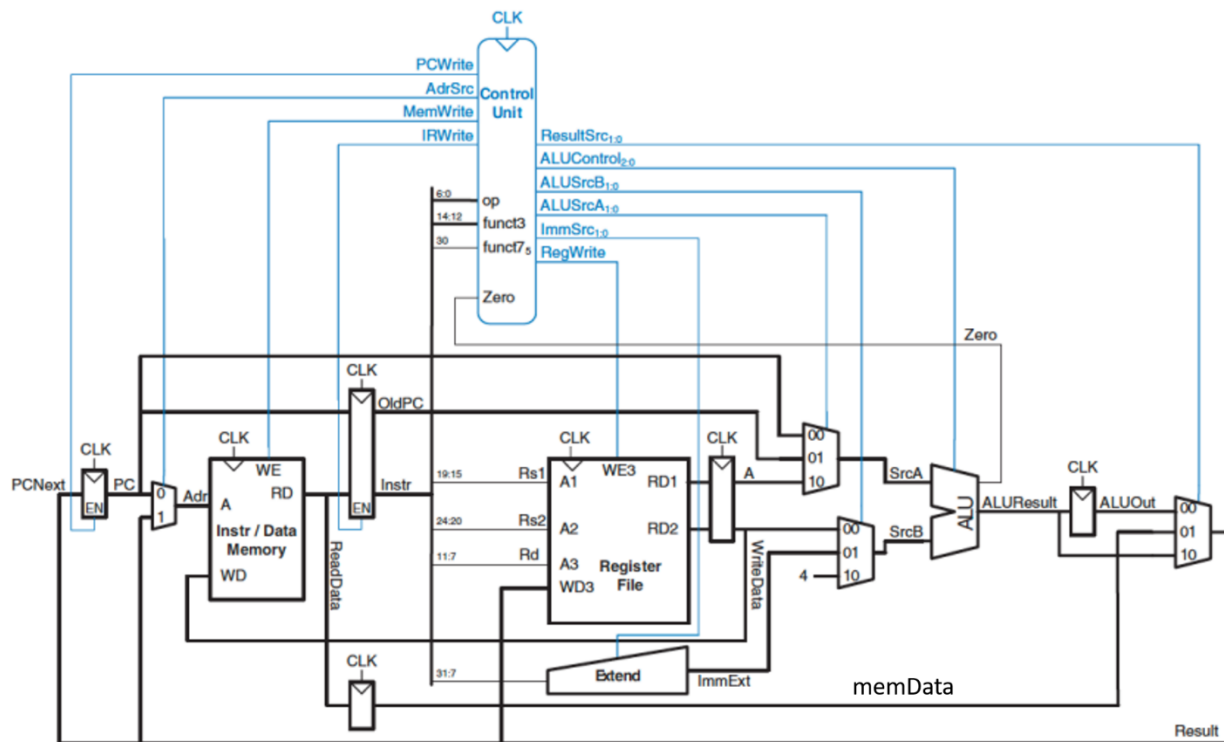 CLK
PCWrite
AdrSrc
MemWrite
IRWrite
Control
Unit
ResultSrc1:0
ALUControl2:0
ALUSrcB1:0
ALUSrcA1:0
ImmSrc1:0
RegWrite
6:0
op
14:12
funct3
30
funct75
Zero
Zero
CLK
OldPC
CLK
PCNext
PC
EN
0
1
Adr
CLK
WE
A
RD
Instr / Data
Memory
WD
ReadData
EN
Instr
19:15
Rs1
24:20
Rs2
11:7
Rd
31:7
CLK
WE3
A1
RD1
A2
RD2
A3
WD3
Register
File
CLK
A
WriteData
00
01
10
SrcA
00
01
10
4
SrcB
ALU
ALUResult
CLK
ALUOut
00
01
10
Extend
ImmExt
CLK
memData
Result